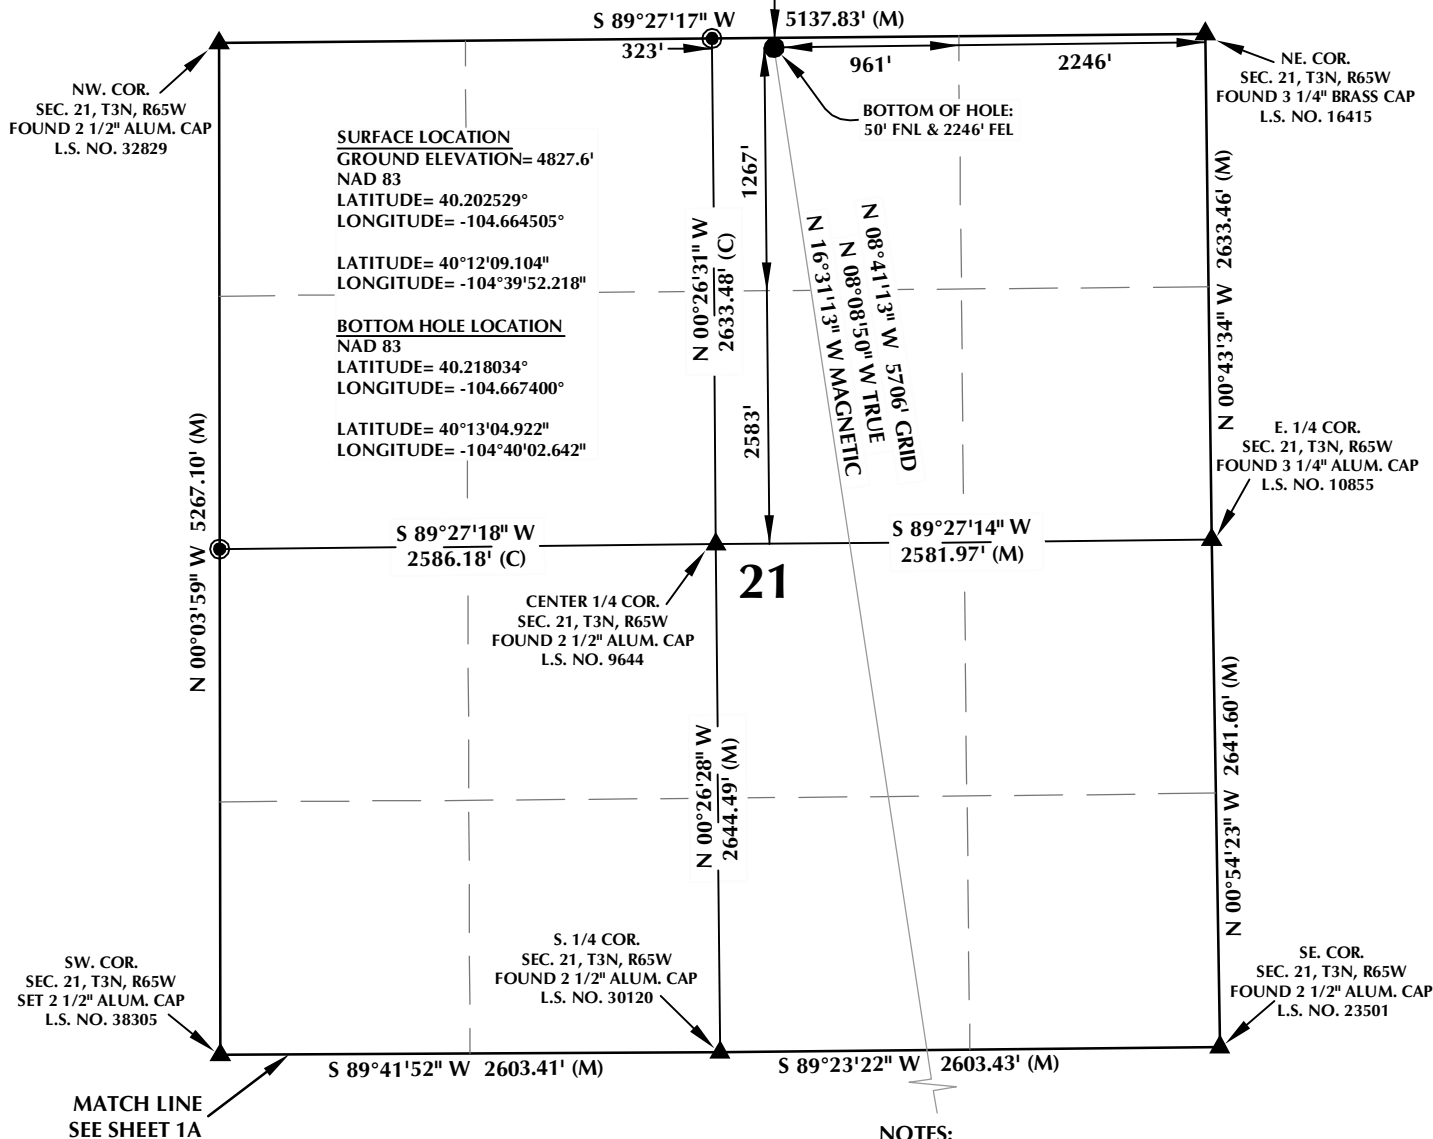 S 89°27'17" W
5137.83' (M)
323'
961'
2246'
NW. COR.
SEC. 21, T3N, R65W
FOUND 2 1/2" ALUM. CAP
L.S. NO. 32829
NE. COR.
SEC. 21, T3N, R65W
FOUND 3 1/4" BRASS CAP
L.S. NO. 16415
BOTTOM OF HOLE:
50' FNL & 2246' FEL
SURFACE LOCATION
GROUND ELEVATION= 4827.6'
NAD 83
LATITUDE= 40.202529°
LONGITUDE= -104.664505°
LATITUDE= 40°12'09.104"
LONGITUDE= -104°39'52.218"
BOTTOM HOLE LOCATION
NAD 83
LATITUDE= 40.218034°
LONGITUDE= -104.667400°
LATITUDE= 40°13'04.922"
LONGITUDE= -104°40'02.642"
1267'
2583'
N 00°26'31" W
2633.48' (C)
N 08°41'13" W 5706' GRID
N 08°08'50" W TRUE
N 16°31'13" W MAGNETIC
N 00°43'34" W 2633.46' (M)
E. 1/4 COR.
SEC. 21, T3N, R65W
FOUND 3 1/4" ALUM. CAP
L.S. NO. 10855
N 00°03'59" W 5267.10' (M)
S 89°27'18" W
2586.18' (C)
S 89°27'14" W
2581.97' (M)
21
CENTER 1/4 COR.
SEC. 21, T3N, R65W
FOUND 2 1/2" ALUM. CAP
L.S. NO. 9644
N 00°26'28" W
2644.49' (M)
N 00°54'23" W 2641.60' (M)
SW. COR.
SEC. 21, T3N, R65W
SET 2 1/2" ALUM. CAP
L.S. NO. 38305
S. 1/4 COR.
SEC. 21, T3N, R65W
FOUND 2 1/2" ALUM. CAP
L.S. NO. 30120
SE. COR.
SEC. 21, T3N, R65W
FOUND 2 1/2" ALUM. CAP
L.S. NO. 23501
S 89°41'52" W 2603.41' (M)
S 89°23'22" W 2603.43' (M)
MATCH LINE
SEE SHEET 1A
NOTES: